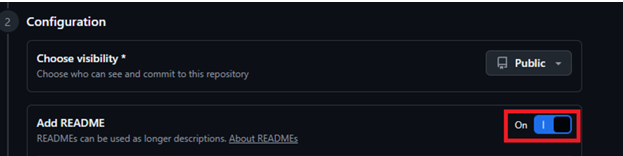 2 Configuration
Choose visibility * Public
Choose who can see and commit to this repository
Add README On
READMEs can be used as longer descriptions. About READMEs